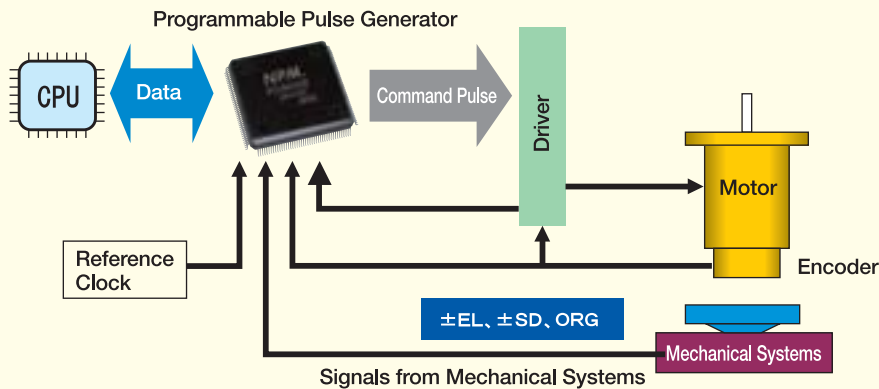 Programmable Pulse Generator
CPU
Data
NPM
Command Pulse
Driver
Motor
Reference
Clock
Encoder
±EL、±SD、ORG
Mechanical Systems
Signals from Mechanical Systems